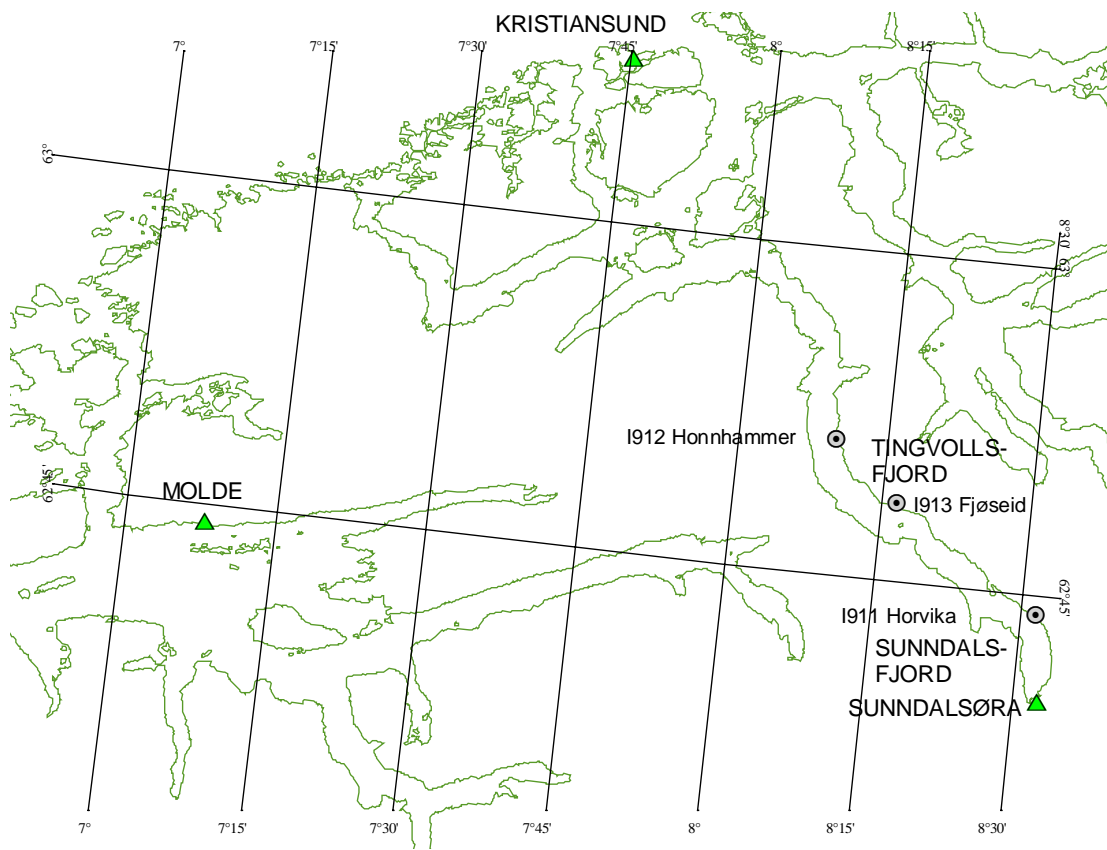 KRISTIANSUND
7°
7°15'
7°30'
7°45'
8°
8°15'
63°
8°30'
63°
I912 Honnhammer
TINGVOLLS-
FJORD
62°45'
MOLDE
I913 Fjøseid
62°45'
I911 Horvika
SUNNDALS-
FJORD
SUNNDALSØRA
7°
7°15'
7°30'
7°45'
8°
8°15'
8°30'